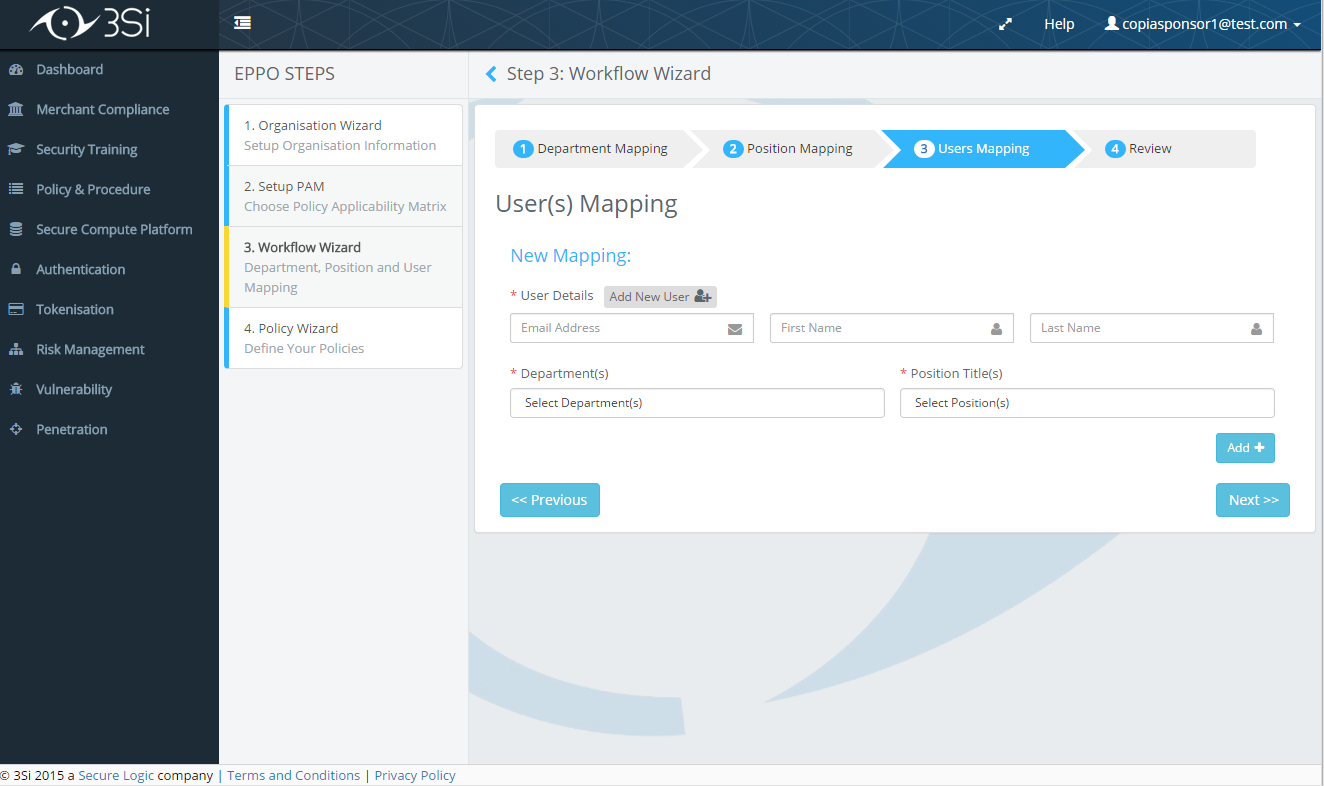 3Si
Help
copiasponsor1@test.com
Dashboard
Merchant Compliance
Security Training
Policy & Procedure
Secure Compute Platform
Authentication
Tokenisation
Risk Management
Vulnerability
Penetration
EPPO STEPS
1. Organisation Wizard
Setup Organisation Information
2. Setup PAM
Choose Policy Applicability Matrix
3. Workflow Wizard
Department, Position and User
Mapping
4. Policy Wizard
Define Your Policies
Step 3: Workflow Wizard
1 Department Mapping
2 Position Mapping
3 Users Mapping
4 Review
User(s) Mapping
New Mapping:
* User Details Add New User
Email Address
First Name
Last Name
* Department(s)
* Position Title(s)
Select Department(s)
Select Position(s)
Add +
<< Previous
Next >>
© 3Si 2015 a Secure Logic company | Terms and Conditions | Privacy Policy